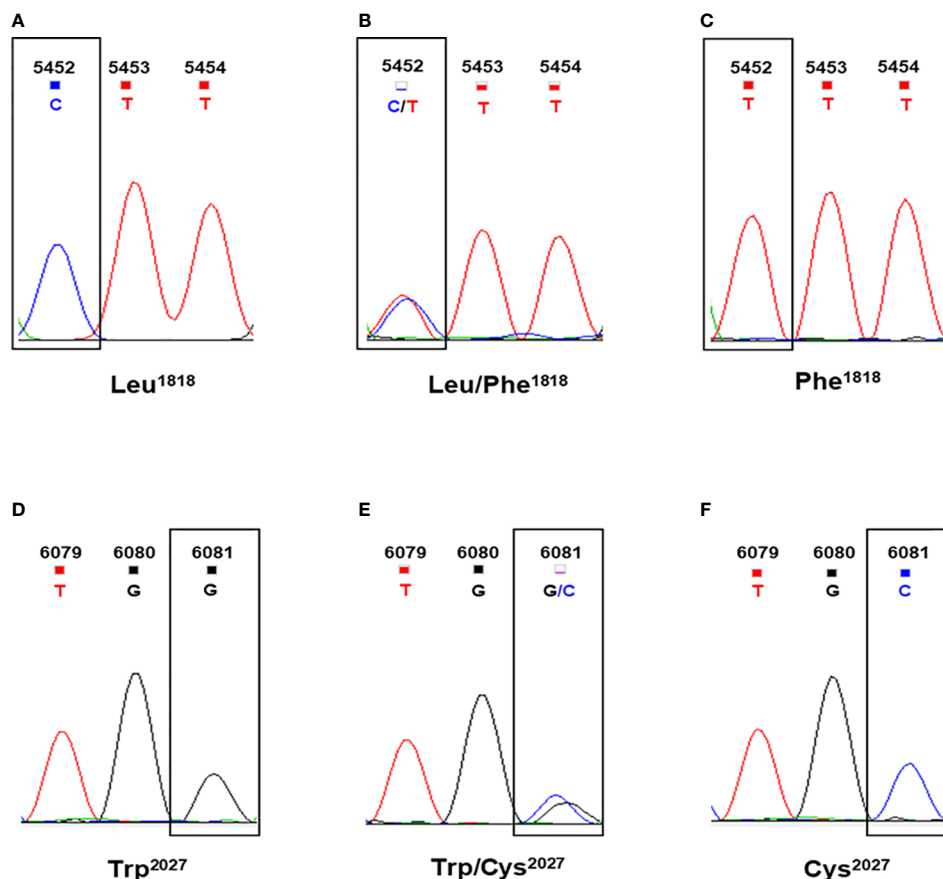 A
B
C
5452 5453 5454
C T T
5452 5453 5454
C/T T T
5452 5453 5454
T T T
Leu1818
Leu/Phe1818
Phe1818
D
E
F
6079 6080 6081
T G G
6079 6080 6081
T G G/C
6079 6080 6081
T G C
Trp2027
Trp/Cys2027
Cys2027